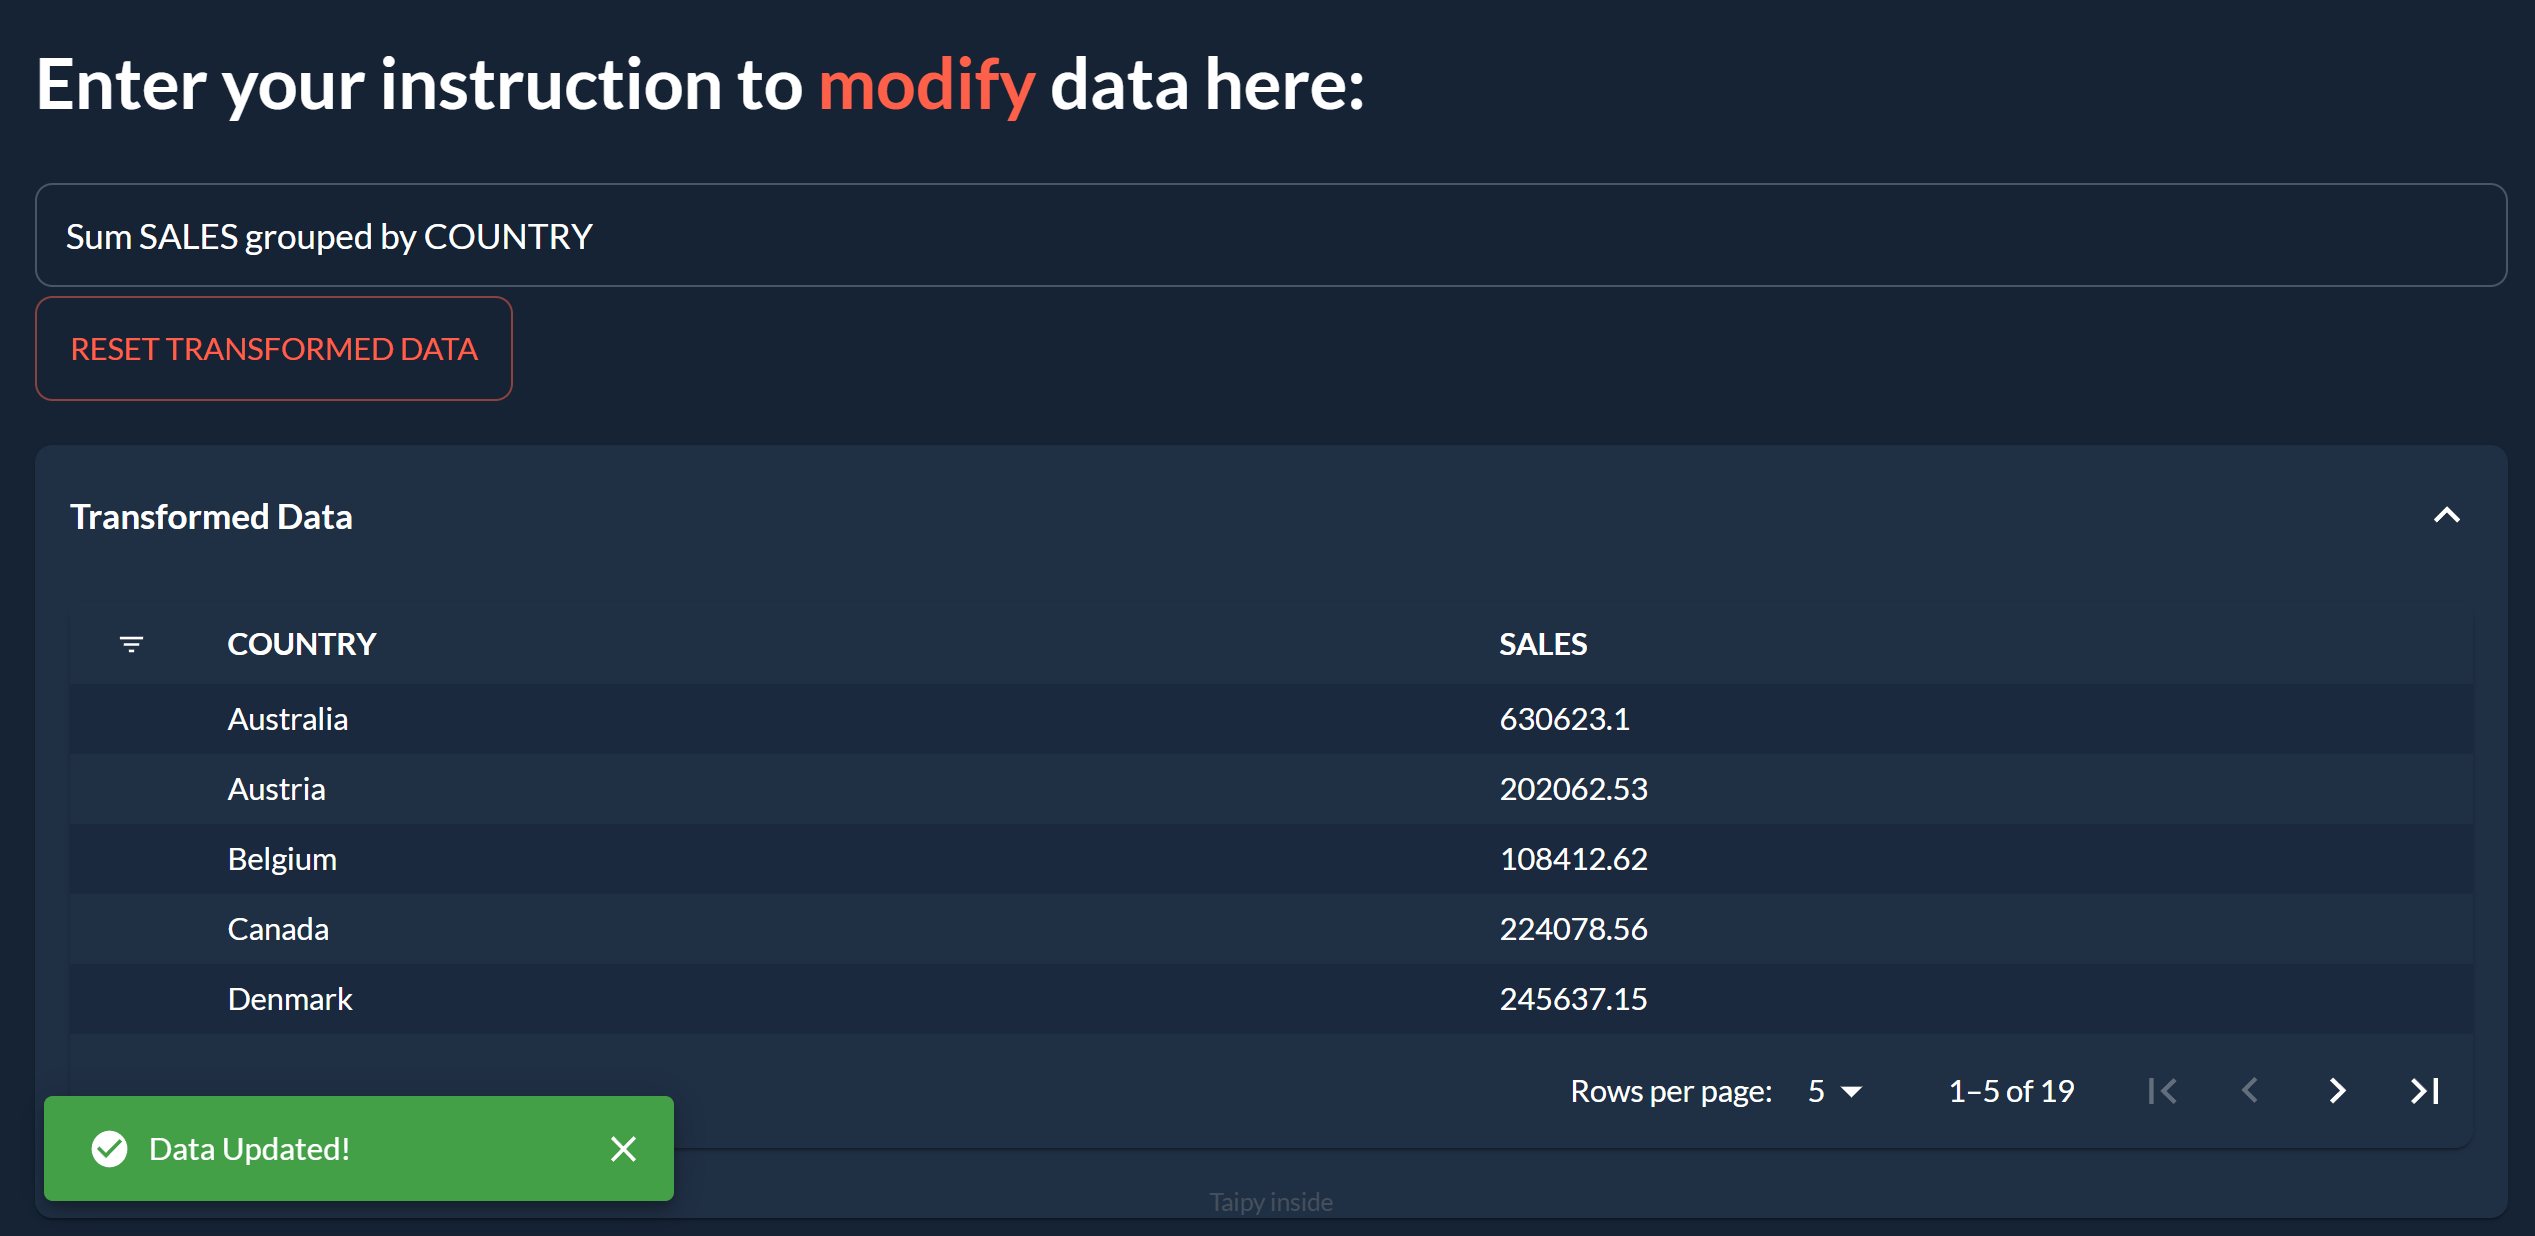 Enter your instruction to modify data here:
Sum SALES grouped by COUNTRY
RESET TRANSFORMED DATA
Transformed Data
COUNTRY SALES
Australia 630623.1
Austria 202062.53
Belgium 108412.62
Canada 224078.56
Denmark 245637.15
Rows per page: 5 1–5 of 19
Data Updated!
Taipy inside